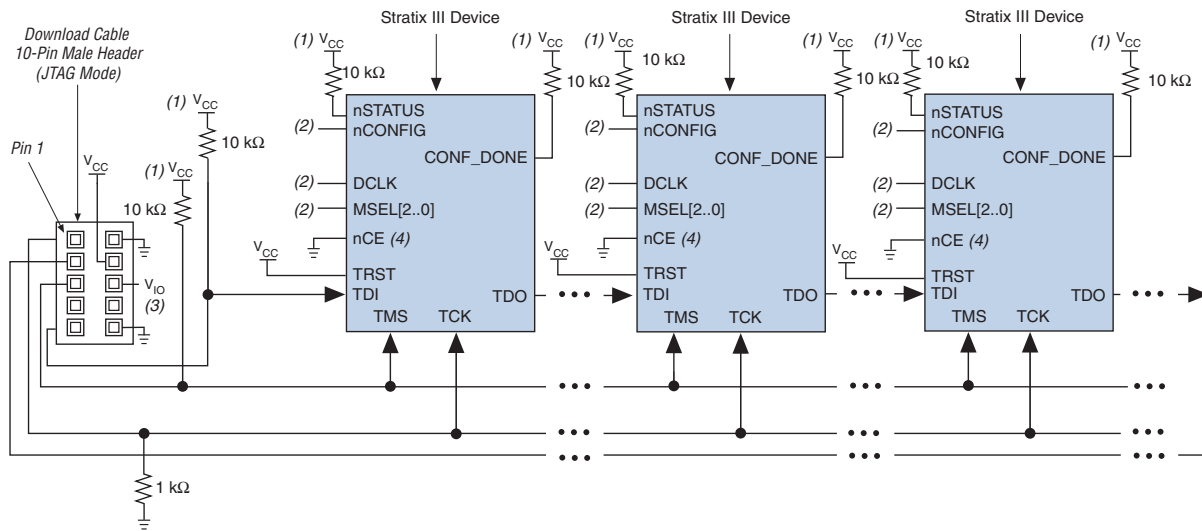 Download Cable
10-Pin Male Header
(JTAG Mode)
Pin 1
VCC
VIO
(3)
(1) VCC
10 kΩ
(1) VCC
10 kΩ
1 kΩ
Stratix III Device
(1) VCC
10 kΩ
(1) VCC
10 kΩ
nSTATUS
(2) nCONFIG
CONF_DONE
(2) DCLK
(2) MSEL[2..0]
nCE (4)
VCC
TRST
TDI
TDO
TMS
TCK
Stratix III Device
(1) VCC
10 kΩ
(1) VCC
10 kΩ
nSTATUS
(2) nCONFIG
CONF_DONE
(2) DCLK
(2) MSEL[2..0]
nCE (4)
VCC
TRST
TDI
TDO
TMS
TCK
Stratix III Device
(1) VCC
10 kΩ
(1) VCC
10 kΩ
nSTATUS
(2) nCONFIG
CONF_DONE
(2) DCLK
(2) MSEL[2..0]
nCE (4)
VCC
TRST
TDI
TDO
TMS
TCK